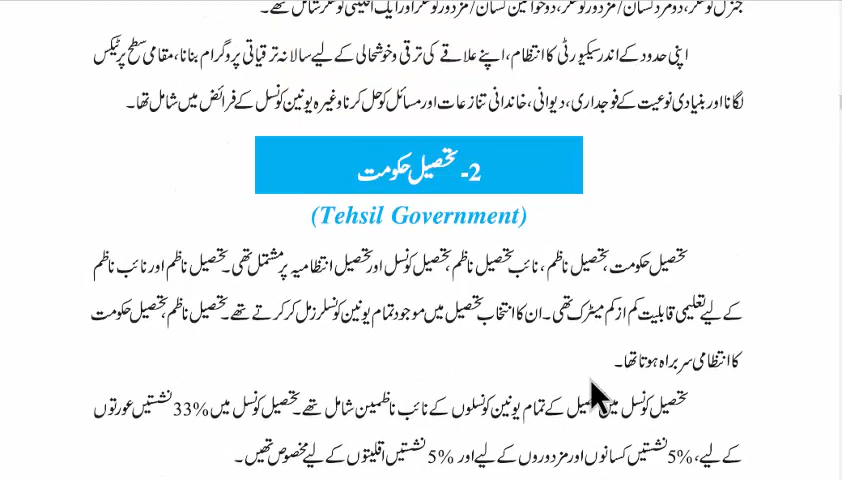 جنرل کونسلر، دو مرد کسان/مزدور کونسلر، دو خواتین کسان/مزدور کونسلر اور ایک اقلیتی کونسلر شامل تھے۔
اپنی حدود کے اندر سیکیورٹی کا انتظام، اپنے علاقے کی ترقی و خوشحالی کے لیے سالانہ ترقیاتی پروگرام بنانا، مقامی سطح پر ٹیکس
لگانا اور بنیادی نوعیت کے فوجداری، دیوانی، خاندانی تنازعات اور مسائل کو حل کرنا وغیرہ یونین کونسل کے فرائض میں شامل تھا۔
2- تحصیل حکومت
(Tehsil Government)
تحصیل حکومت، تحصیل ناظم، نائب تحصیل ناظم، تحصیل کونسل اور تحصیل انتظامیہ پر مشتمل تھی۔ تحصیل ناظم اور نائب ناظم
کے لیے تعلیمی قابلیت کم از کم میٹرک تھی۔ ان کا انتخاب تحصیل میں موجود تمام یونین کونسلرز مل کر کرتے تھے۔ تحصیل ناظم، تحصیل حکومت
کا انتظامی سربراہ ہوتا تھا۔
تحصیل کونسل میں کے تمام یونین کونسلوں کے نائب ناظمین شامل تھے۔ تحصیل کونسل میں 33% نشستیں عورتوں
کے لیے، 5% نشستیں کسانوں اور مزدوروں کے لیے اور 5% نشستیں اقلیتوں کے لیے مخصوص تھیں۔